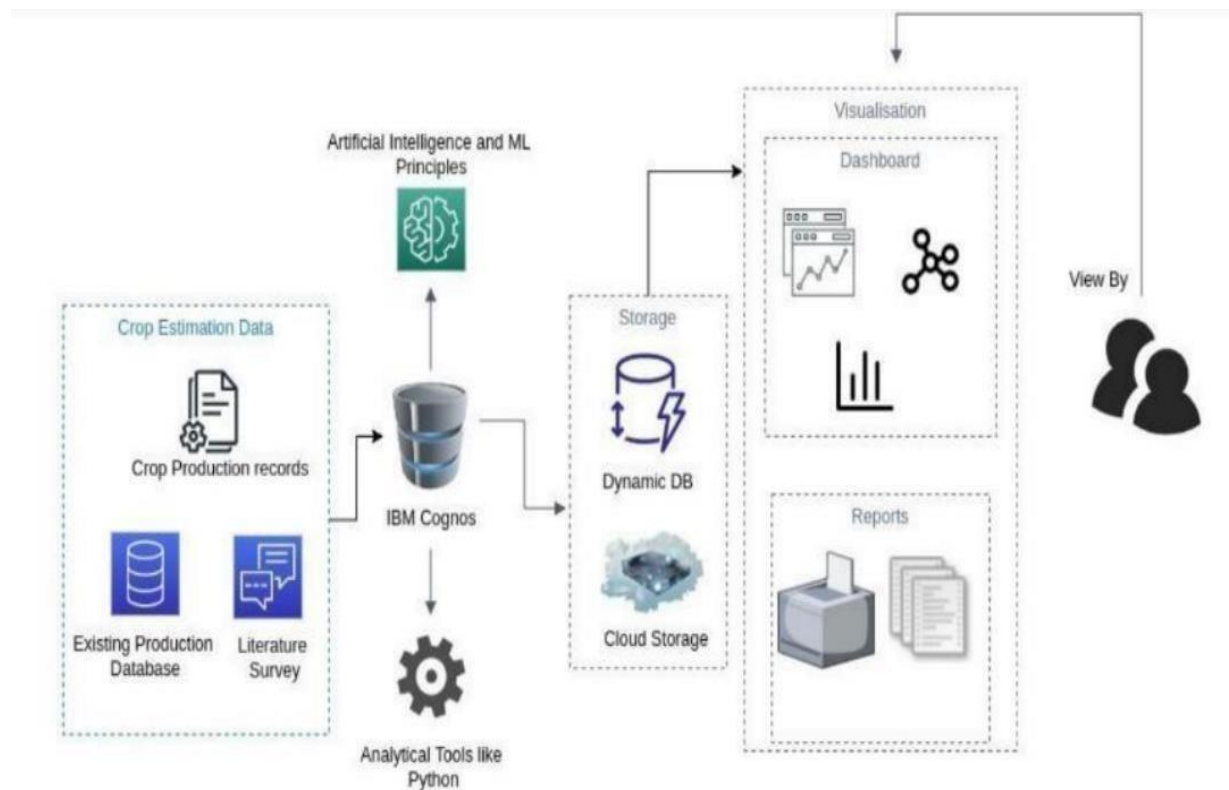 Artificial Intelligence and ML
Principles
Crop Estimation Data
Crop Production records
Existing Production
Database
Literature
Survey
IBM Cognos
Analytical Tools like
Python
Storage
Dynamic DB
Cloud Storage
Visualisation
Dashboard
Reports
View By